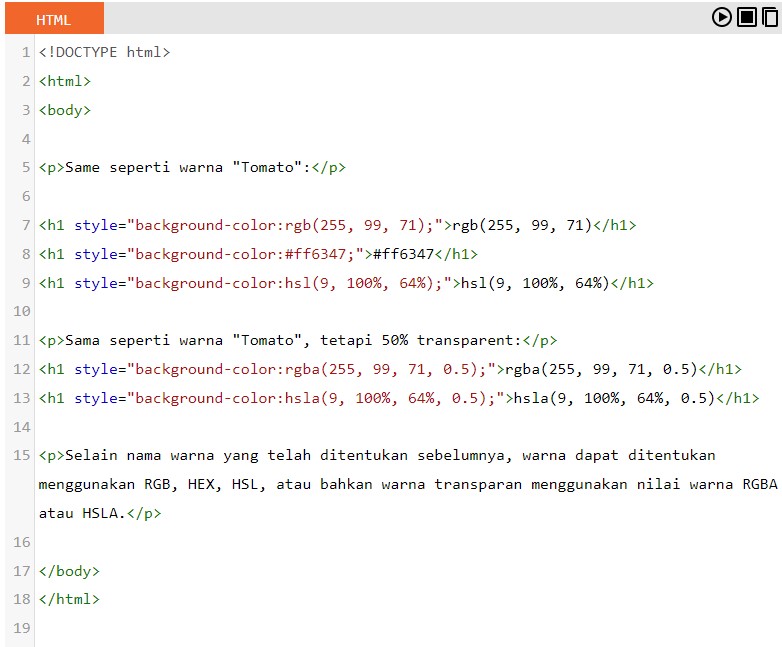 HTML
1 <!DOCTYPE html>
2 <html>
3 <body>
4
5 <p>Same seperti warna "Tomato":</p>
6
7 <h1 style="background-color:rgb(255, 99, 71);">rgb(255, 99, 71)</h1>
8 <h1 style="background-color:#ff6347;">#ff6347</h1>
9 <h1 style="background-color:hsl(9, 100%, 64%);">hsl(9, 100%, 64%)</h1>
10
11 <p>Sama seperti warna "Tomato", tetapi 50% transparent:</p>
12 <h1 style="background-color:rgba(255, 99, 71, 0.5);">rgba(255, 99, 71, 0.5)</h1>
13 <h1 style="background-color:hsla(9, 100%, 64%, 0.5);">hsla(9, 100%, 64%, 0.5)</h1>
14
15 <p>Selain nama warna yang telah ditentukan sebelumnya, warna dapat ditentukan
menggunakan RGB, HEX, HSL, atau bahkan warna transparan menggunakan nilai warna RGBA
atau HSLA.</p>
16
17 </body>
18 </html>
19